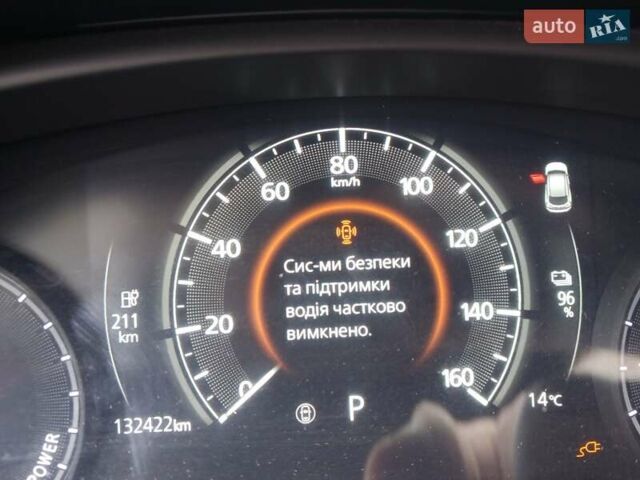 auto RIA
.com
80
km/h
60
100
40
120
20
140
0
160
Сис-ми безпеки
та підтримки
водія частково
вимкнено.
211
km
96
%
P
132422km
14°C
POWER